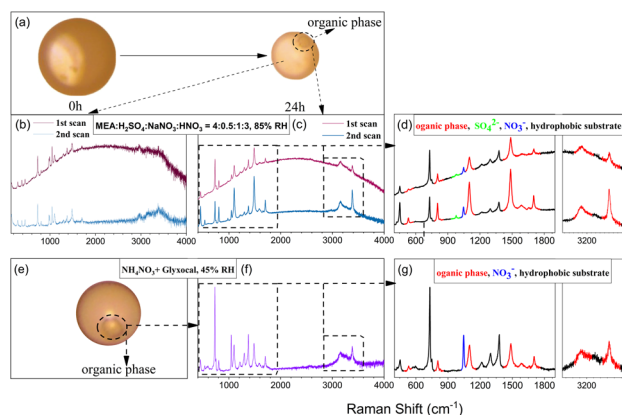 (a)
organic phase
0h
24h
(b)
MEA:H₂SO₄:NaNO₃:HNO₃ = 4:0.5:1:3, 85% RH
1st scan
2nd scan
(c)
1st scan
2nd scan
(d)
oganic phase, SO₄²⁻, NO₃⁻, hydrophobic substrate
1000 2000 3000 4000
1000 2000 3000 4000
600 900 1200 1500 1800
3200
(e)
NH₄NO₃+ Glyxocal, 45% RH
organic phase
(f)
(g)
oganic phase, NO₃⁻, hydrophobic substrate
1000 2000 3000 4000
600 900 1200 1500 1800
3200
Raman Shift (cm⁻¹)